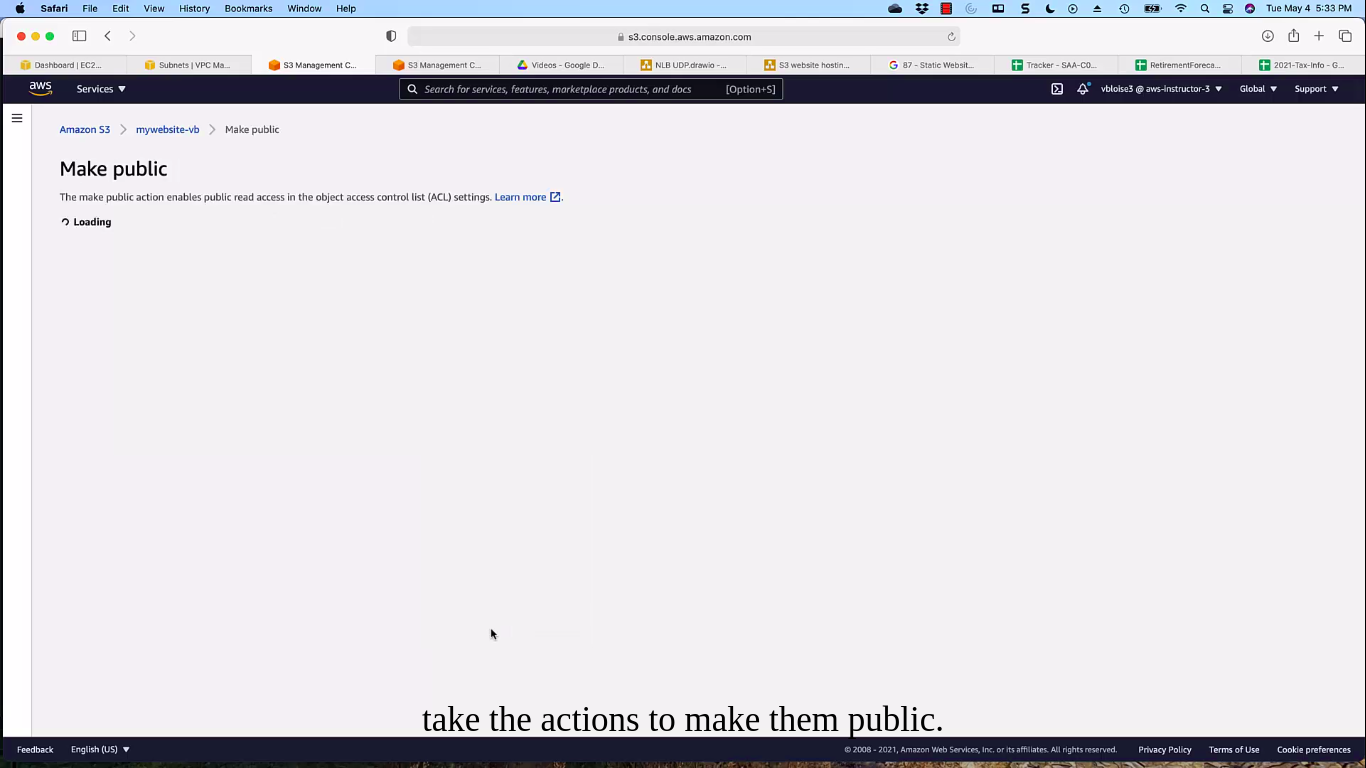 Safari File Edit View History Bookmarks Window Help Tue May 4 5:33 PM
s3.console.aws.amazon.com
Dashboard | EC2... Subnets | VPC Ma... S3 Management C... S3 Management C... Videos - Google D... NLB UDP.drawio -... S3 website hostin... 87 - Static Websit... Tracker - SAA-C0... RetirementForeca... 2021-Tax-Info - G...
aws Services Search for services, features, marketplace products, and docs [Option+S] vbloise3 @ aws-instructor-3 Global Support
Amazon S3 mywebsite-vb Make public
Make public
The make public action enables public read access in the object access control list (ACL) settings. Learn more.
Loading
take the actions to make them public.
Feedback English (US) © 2008 - 2021, Amazon Web Services, Inc. or its affiliates. All rights reserved. Privacy Policy Terms of Use Cookie preferences